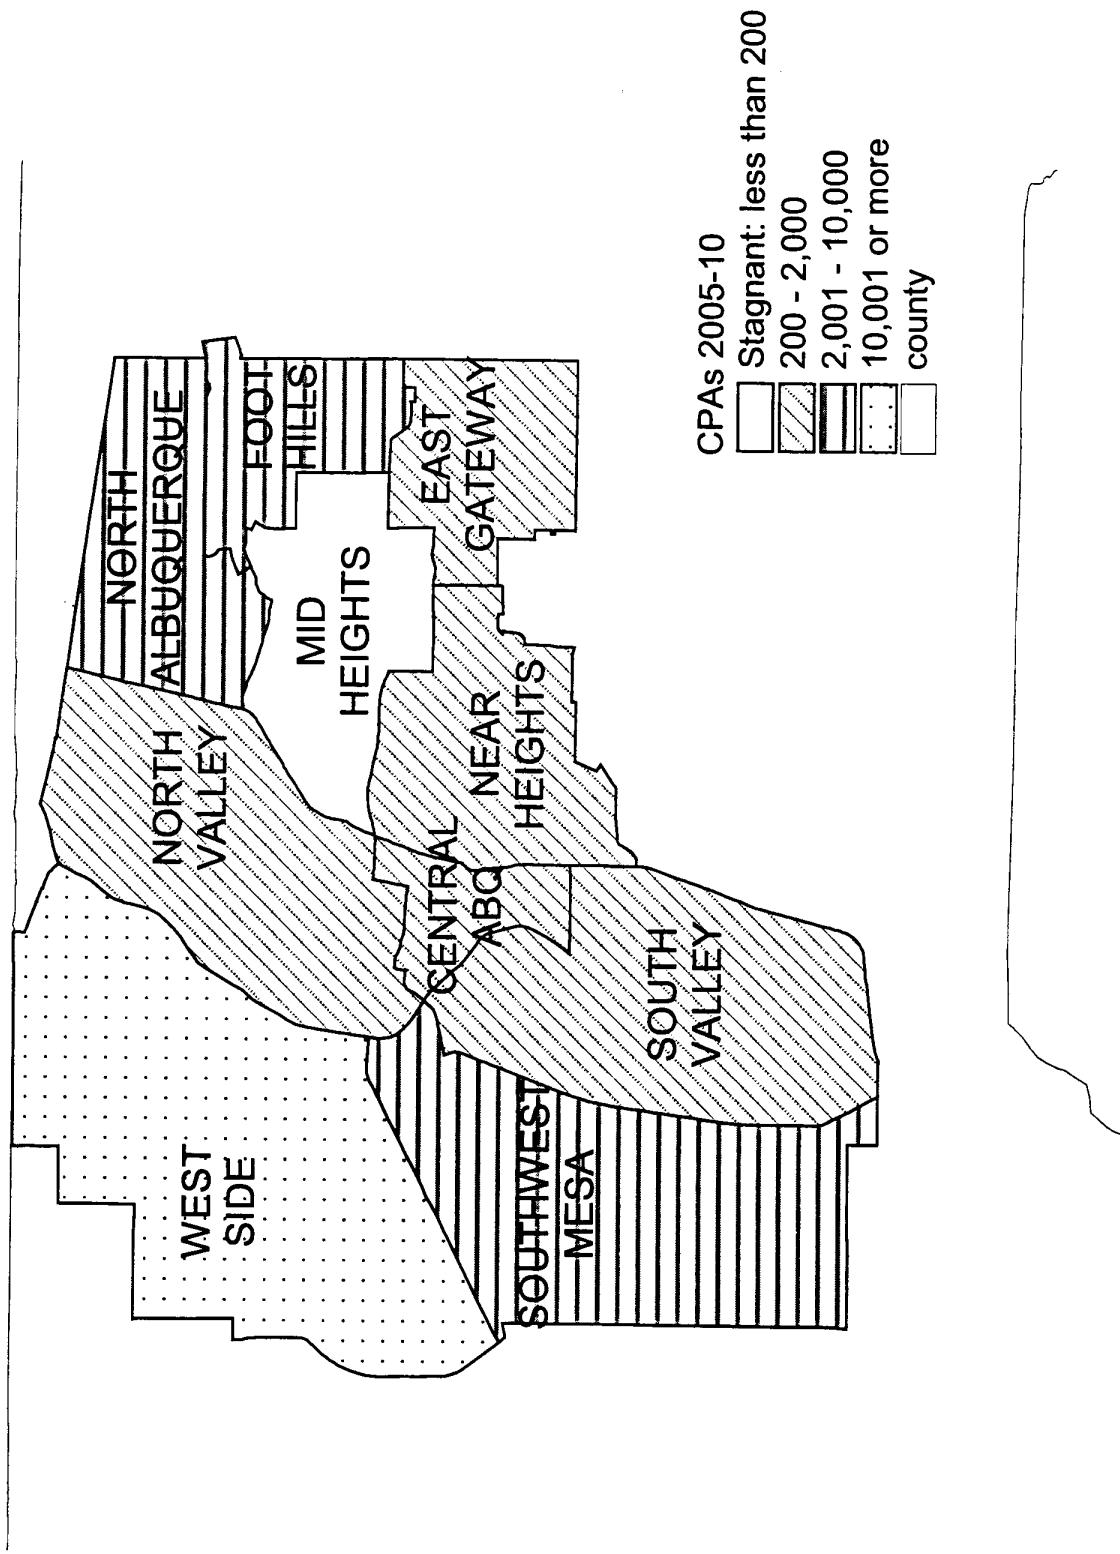 NORTH
ALBUQUERQUE
FOOT
HILLS
EAST
GATEWAY
MID
HEIGHTS
NORTH
VALLEY
NEAR
HEIGHTS
CENTRAL
ABQ
SOUTH
VALLEY
WEST
SIDE
SOUTHWEST
MESA
CPAs 2005-10
Stagnant: less than 200
200 - 2,000
2,001 - 10,000
10,001 or more
county